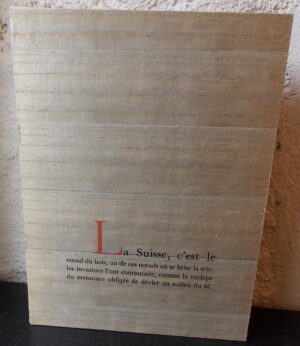 La Suisse, c'est le
nœud du bois, un de ces nœuds où se brise la scie;
les invasions l'ont contournée, comme la varlope
du menuisier obligée de dévier au milieu du fil.